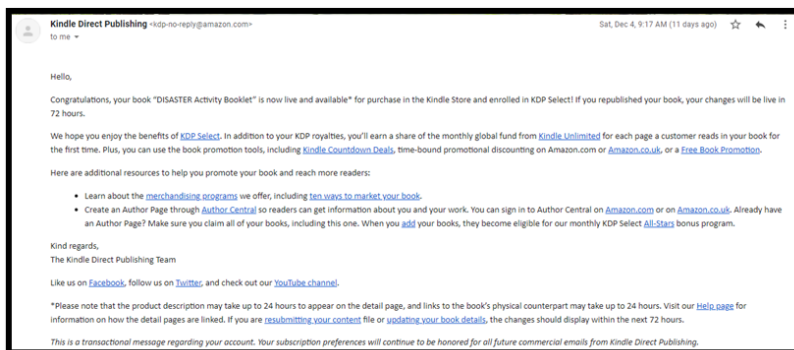 Kindle Direct Publishing <kdp-no-reply@amazon.com>
Sat, Dec 4, 9:17 AM (11 days ago)
to me
Hello,
Congratulations, your book "DISASTER Activity Booklet" is now live and available* for purchase in the Kindle Store and enrolled in KDP Select! If you republished your book, your changes will be live in
72 hours.
We hope you enjoy the benefits of KDP Select. In addition to your KDP royalties, you'll earn a share of the monthly global fund from Kindle Unlimited for each page a customer reads in your book for
the first time. Plus, you can use the book promotion tools, including Kindle Countdown Deals, time-bound promotional discounting on Amazon.com or Amazon.co.uk, or a Free Book Promotion.
Here are additional resources to help you promote your book and reach more readers:
• Learn about the merchandising programs we offer, including ten ways to market your book.
• Create an Author Page through Author Central so readers can get information about you and your work. You can sign in to Author Central on Amazon.com or on Amazon.co.uk. Already have
an Author Page? Make sure you claim all of your books, including this one. When you add your books, they become eligible for our monthly KDP Select All-Stars bonus program.
Kind regards,
The Kindle Direct Publishing Team
Like us on Facebook, follow us on Twitter, and check out our YouTube channel.
*Please note that the product description may take up to 24 hours to appear on the detail page, and links to the book's physical counterpart may take up to 24 hours. Visit our Help page for
information on how the detail pages are linked. If you are resubmitting your content file or updating your book details, the changes should display within the next 72 hours.
This is a transactional message regarding your account. Your subscription preferences will continue to be honored for all future commercial emails from Kindle Direct Publishing.